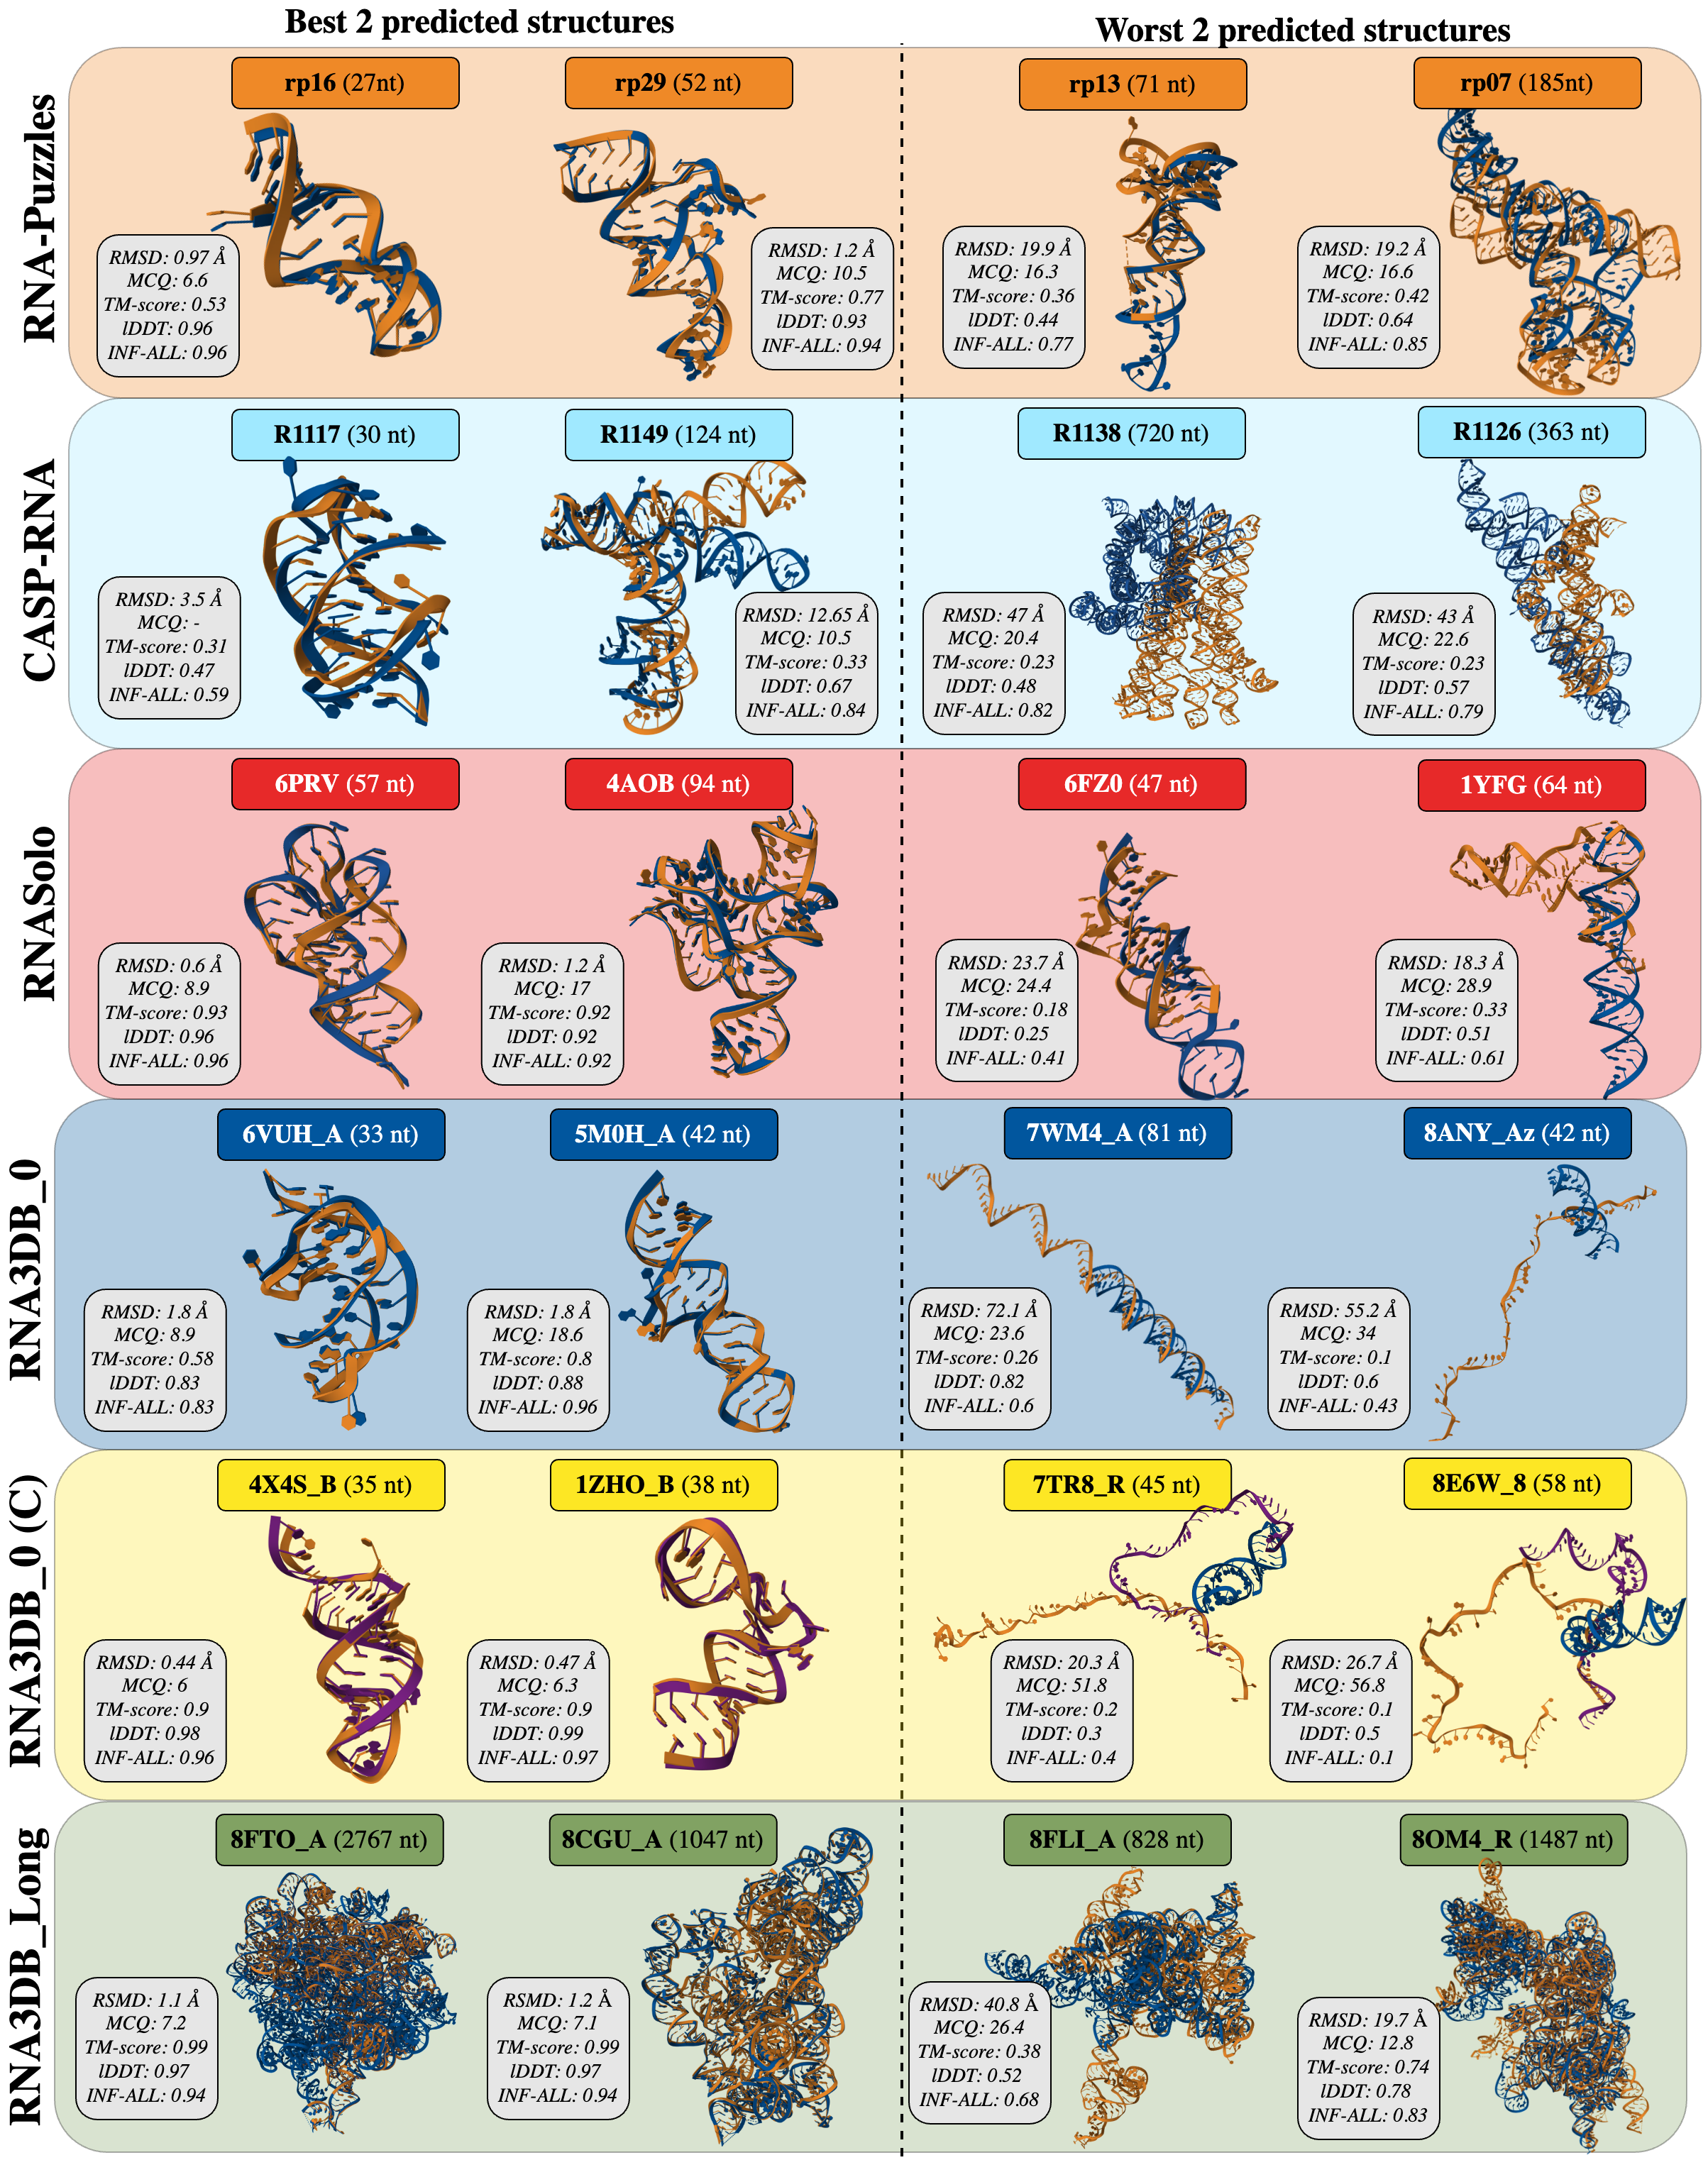 Best 2 predicted structures
Worst 2 predicted structures
RNA-Puzzles
rp16 (27nt)
RMSD: 0.97 Å
MCQ: 6.6
TM-score: 0.53
lDDT: 0.96
INF-ALL: 0.96
rp29 (52 nt)
RMSD: 1.2 Å
MCQ: 10.5
TM-score: 0.77
lDDT: 0.93
INF-ALL: 0.94
rp13 (71 nt)
RMSD: 19.9 Å
MCQ: 16.3
TM-score: 0.36
lDDT: 0.44
INF-ALL: 0.77
rp07 (185nt)
RMSD: 19.2 Å
MCQ: 16.6
TM-score: 0.42
lDDT: 0.64
INF-ALL: 0.85
CASP-RNA
R1117 (30 nt)
RMSD: 3.5 Å
MCQ: -
TM-score: 0.31
lDDT: 0.47
INF-ALL: 0.59
R1149 (124 nt)
RMSD: 12.65 Å
MCQ: 10.5
TM-score: 0.33
lDDT: 0.67
INF-ALL: 0.84
R1138 (720 nt)
RMSD: 47 Å
MCQ: 20.4
TM-score: 0.23
lDDT: 0.48
INF-ALL: 0.82
R1126 (363 nt)
RMSD: 43 Å
MCQ: 22.6
TM-score: 0.23
lDDT: 0.57
INF-ALL: 0.79
RNASolo
6PRV (57 nt)
RMSD: 0.6 Å
MCQ: 8.9
TM-score: 0.93
lDDT: 0.96
INF-ALL: 0.96
4AOB (94 nt)
RMSD: 1.2 Å
MCQ: 17
TM-score: 0.92
lDDT: 0.92
INF-ALL: 0.92
6FZ0 (47 nt)
RMSD: 23.7 Å
MCQ: 24.4
TM-score: 0.18
lDDT: 0.25
INF-ALL: 0.41
1YFG (64 nt)
RMSD: 18.3 Å
MCQ: 28.9
TM-score: 0.33
lDDT: 0.51
INF-ALL: 0.61
RNA3DB_0
6VUH_A (33 nt)
RMSD: 1.8 Å
MCQ: 8.9
TM-score: 0.58
lDDT: 0.83
INF-ALL: 0.83
5M0H_A (42 nt)
RMSD: 1.8 Å
MCQ: 18.6
TM-score: 0.8
lDDT: 0.88
INF-ALL: 0.96
7WM4_A (81 nt)
RMSD: 72.1 Å
MCQ: 23.6
TM-score: 0.26
lDDT: 0.82
INF-ALL: 0.6
8ANY_Az (42 nt)
RMSD: 55.2 Å
MCQ: 34
TM-score: 0.1
lDDT: 0.6
INF-ALL: 0.43
RNA3DB_0 (C)
4X4S_B (35 nt)
RMSD: 0.44 Å
MCQ: 6
TM-score: 0.9
lDDT: 0.98
INF-ALL: 0.96
1ZHO_B (38 nt)
RMSD: 0.47 Å
MCQ: 6.3
TM-score: 0.9
lDDT: 0.99
INF-ALL: 0.97
7TR8_R (45 nt)
RMSD: 20.3 Å
MCQ: 51.8
TM-score: 0.2
lDDT: 0.3
INF-ALL: 0.4
8E6W_8 (58 nt)
RMSD: 26.7 Å
MCQ: 56.8
TM-score: 0.1
lDDT: 0.5
INF-ALL: 0.1
RNA3DB_Long
8FTO_A (2767 nt)
RSMD: 1.1 Å
MCQ: 7.2
TM-score: 0.99
lDDT: 0.97
INF-ALL: 0.94
8CGU_A (1047 nt)
RSMD: 1.2 Å
MCQ: 7.1
TM-score: 0.99
lDDT: 0.97
INF-ALL: 0.94
8FLI_A (828 nt)
RSMD: 40.8 Å
MCQ: 26.4
TM-score: 0.38
lDDT: 0.52
INF-ALL: 0.68
8OM4_R (1487 nt)
RSMD: 19.7 Å
MCQ: 12.8
TM-score: 0.74
lDDT: 0.78
INF-ALL: 0.83